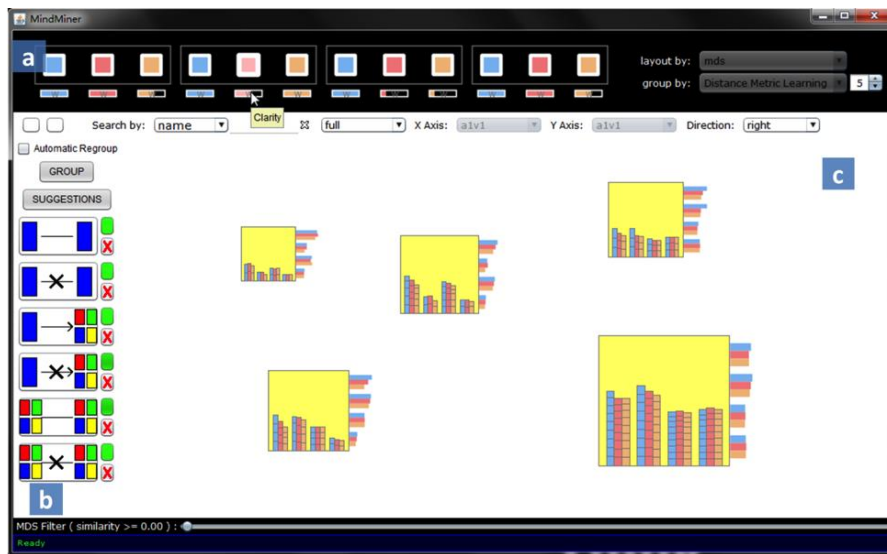 MindMiner
a
W W W W W W W W W W W W
layout by: mds
group by: Distance Metric Learning 5
Clarity
Search by: name full X Axis: a1v1 Y Axis: a1v1 Direction: right
Automatic Regroup
GROUP
SUGGESTIONS
X
X
X
X
X
X
b
c
MDS Filter ( similarity >= 0.00 ) :
Ready